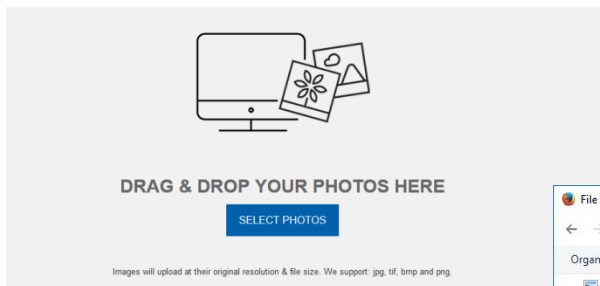 DRAG & DROP YOUR PHOTOS HERE
SELECT PHOTOS
Images will upload at their original resolution & file size. We support: jpg, tif, bmp and png.
File
Organ